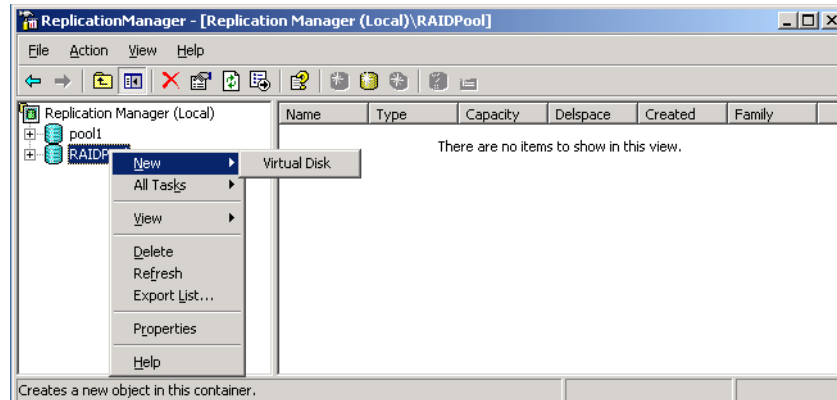 ReplicationManager - [Replication Manager (Local)\RAIDPool]
File Action View Help
Replication Manager (Local)
pool1
RAIDP
Name Type Capacity Delspace Created Family
There are no items to show in this view.
New
Virtual Disk
All Tasks
View
Delete
Refresh
Export List...
Properties
Help
Creates a new object in this container.